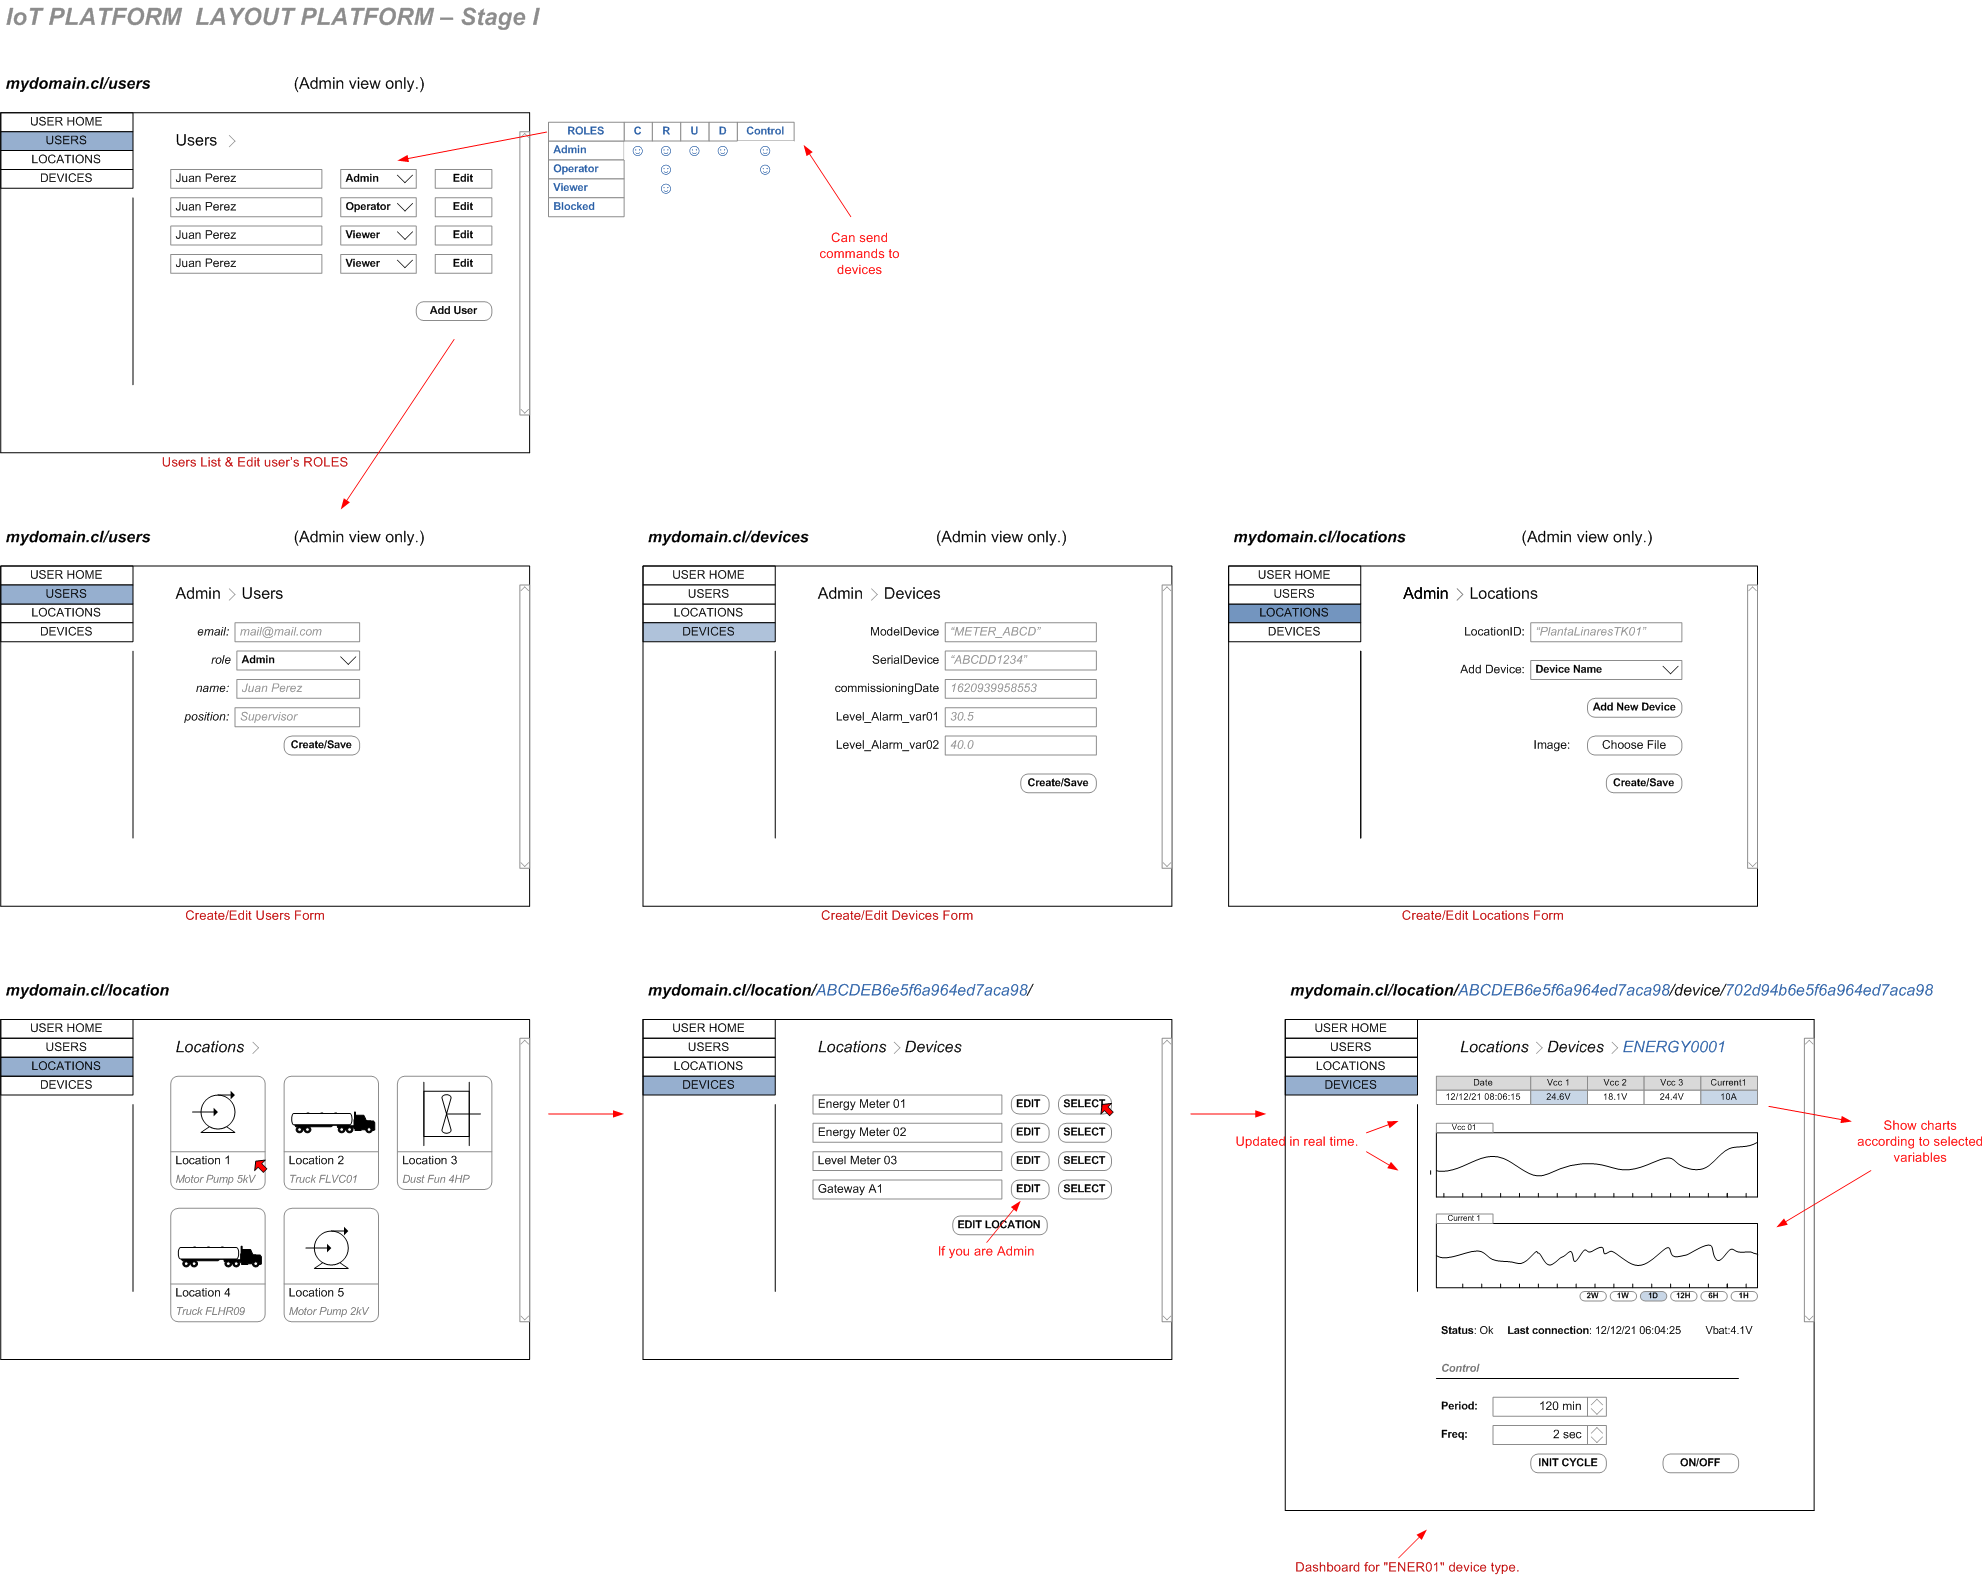 IoT PLATFORM  LAYOUT PLATFORM – Stage I
mydomain.cl/users (Admin view only.)
USER HOME
USERS
LOCATIONS
DEVICES
Users
Juan Perez Admin Edit
Juan Perez Operator Edit
Juan Perez Viewer Edit
Juan Perez Viewer Edit
Add User
Users List & Edit user's ROLES
ROLES C R U D Control
Admin ☺ ☺ ☺ ☺ ☺
Operator ☺ ☺
Viewer ☺
Blocked
Can send
commands to
devices
mydomain.cl/users (Admin view only.)
USER HOME
USERS
LOCATIONS
DEVICES
Admin > Users
email: mail@mail.com
role Admin
name: Juan Perez
position: Supervisor
Create/Save
Create/Edit Users Form
mydomain.cl/devices (Admin view only.)
USER HOME
USERS
LOCATIONS
DEVICES
Admin > Devices
ModelDevice “METER_ABCD”
SerialDevice “ABCDD1234”
commissioningDate 1620939958553
Level_Alarm_var01 30.5
Level_Alarm_var02 40.0
Create/Save
Create/Edit Devices Form
mydomain.cl/locations (Admin view only.)
USER HOME
USERS
LOCATIONS
DEVICES
Admin > Locations
LocationID: “PlantaLinaresTK01”
Add Device: Device Name
Add New Device
Image: Choose File
Create/Save
Create/Edit Locations Form
mydomain.cl/location
USER HOME
USERS
LOCATIONS
DEVICES
Locations >
Location 1
Motor Pump 5kV
Location 2
Truck FLVC01
Location 3
Dust Fun 4HP
Location 4
Truck FLHR09
Location 5
Motor Pump 2kV
mydomain.cl/location/ABCDEB6e5f6a964ed7aca98/
USER HOME
USERS
LOCATIONS
DEVICES
Locations > Devices
Energy Meter 01 EDIT SELECT
Energy Meter 02 EDIT SELECT
Level Meter 03 EDIT SELECT
Gateway A1 EDIT SELECT
EDIT LOCATION
If you are Admin
mydomain.cl/location/ABCDEB6e5f6a964ed7aca98/device/702d94b6e5f6a964ed7aca98
USER HOME
USERS
LOCATIONS
DEVICES
Locations > Devices > ENERGY0001
Date Vcc 1 Vcc 2 Vcc 3 Current1
12/12/21 08:06:15 24.6V 18.1V 24.4V 10A
Updated in real time.
Vcc 01
Show charts
according to selected
variables
Current 1
2W 1W 1D 12H 6H 1H
Status: Ok Last connection: 12/12/21 06:04:25 Vbat:4.1V
Control
Period: 120 min
Freq: 2 sec
INIT CYCLE ON/OFF
Dashboard for "ENER01" device type.